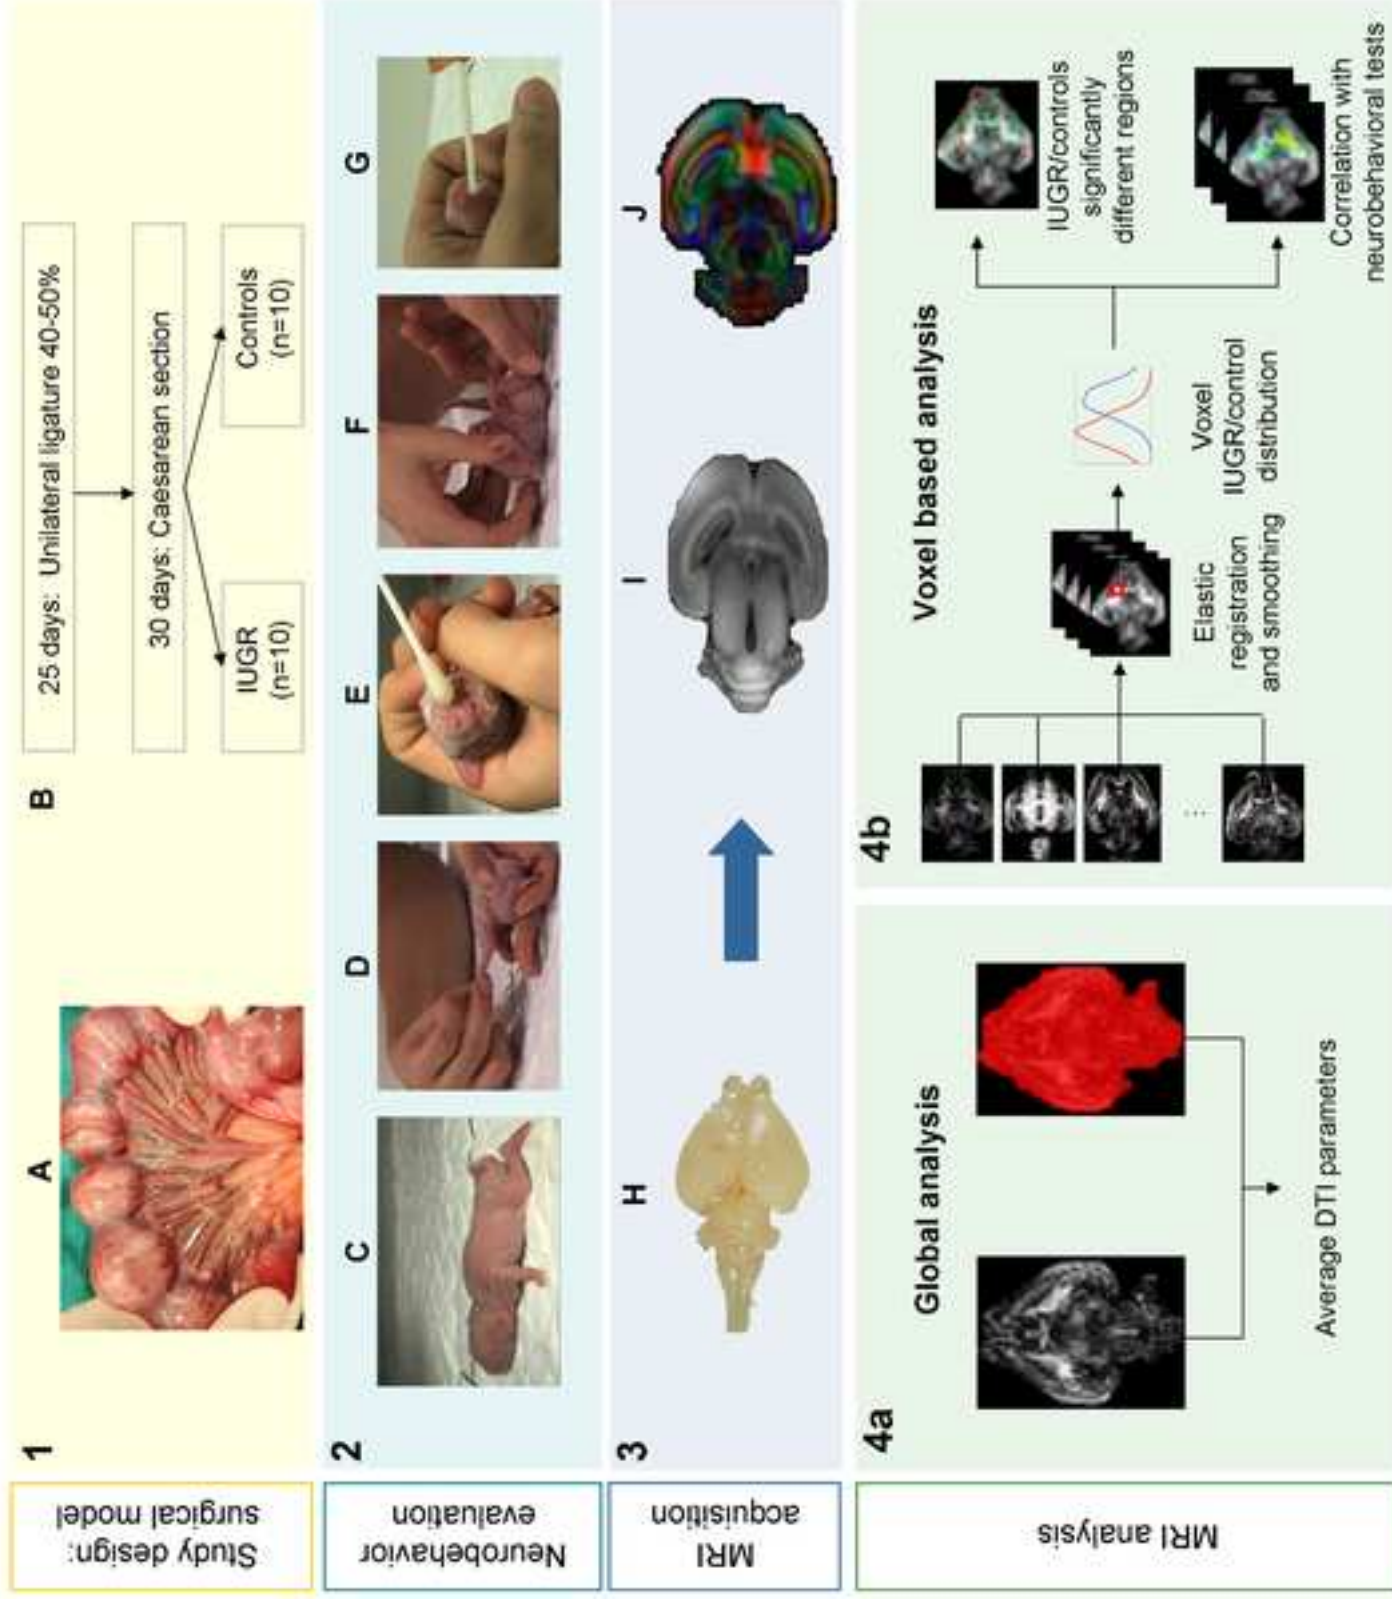 Study design:
surgical model
1
A
B
25 days: Unilateral ligature 40-50%
30 days: Caesarean section
IUGR
(n=10)
Controls
(n=10)
Neurobehavior
evaluation
2
C
D
E
F
G
MRI
acquisition
3
H
I
J
MRI analysis
4a
Global analysis
Average DTI parameters
4b
Voxel based analysis
...
Elastic
registration
and smoothing
Voxel
IUGR/control
distribution
IUGR/controls
significantly
different regions
Correlation with
neurobehavioral tests